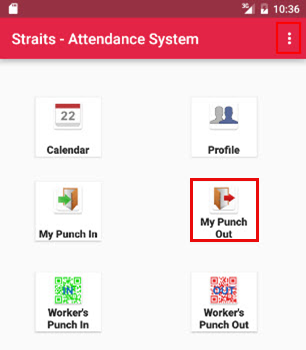 3G 10:36
Straits - Attendance System
22
Calendar
Profile
My Punch In
My Punch
Out
IN
OUT
Worker's
Punch In
Worker's
Punch Out